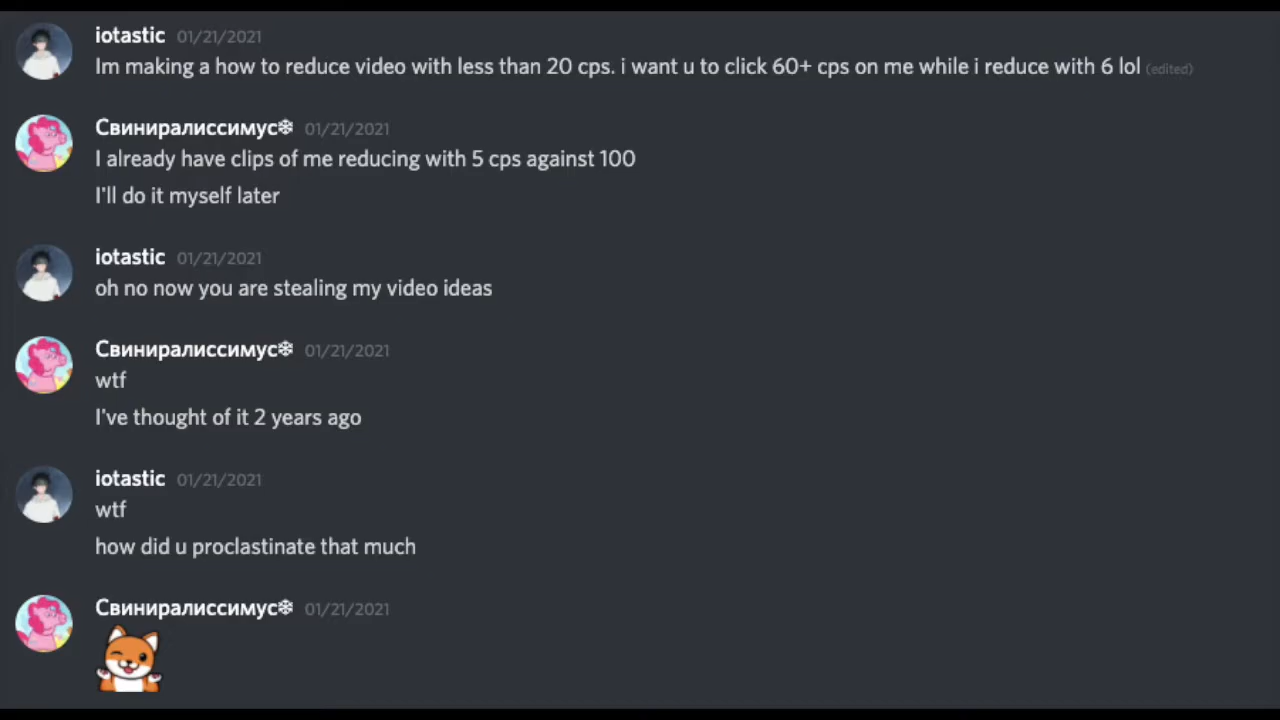 iotastic 01/21/2021
Im making a how to reduce video with less than 20 cps. i want u to click 60+ cps on me while i reduce with 6 lol (edited)
Свиниралиссимус❄ 01/21/2021
I already have clips of me reducing with 5 cps against 100
I'll do it myself later
iotastic 01/21/2021
oh no now you are stealing my video ideas
Свиниралиссимус❄ 01/21/2021
wtf
I've thought of it 2 years ago
iotastic 01/21/2021
wtf
how did u proclastinate that much
Свиниралиссимус❄ 01/21/2021